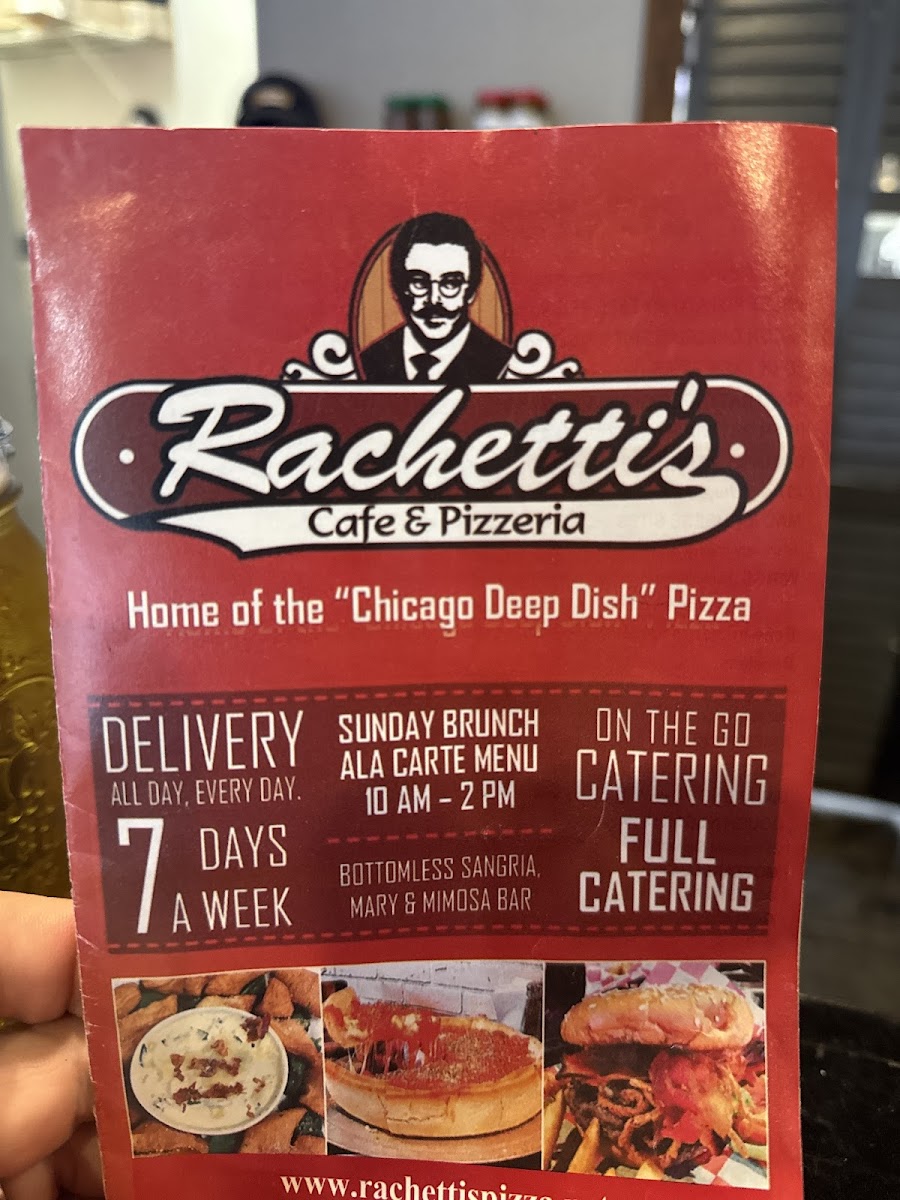 Rachetti's
Cafe & Pizzeria
Home of the "Chicago Deep Dish" Pizza
DELIVERY
ALL DAY, EVERY DAY.
7 DAYS
A WEEK
SUNDAY BRUNCH
ALA CARTE MENU
10 AM – 2 PM
BOTTOMLESS SANGRIA,
MARY & MIMOSA BAR
ON THE GO
CATERING
FULL
CATERING